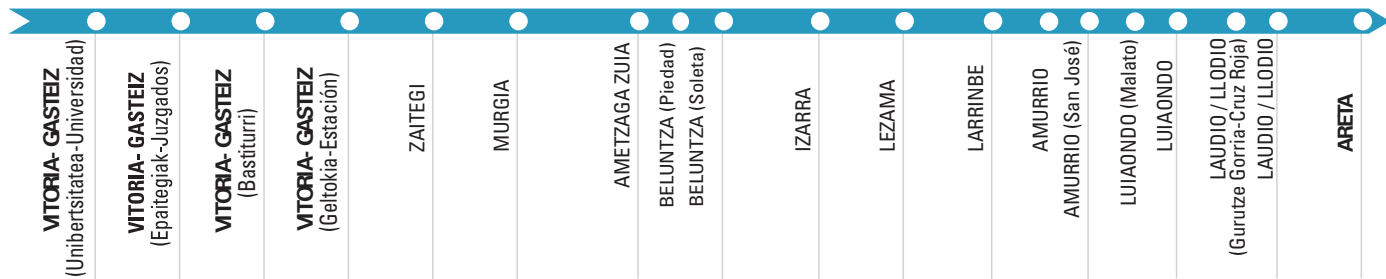 VITORIA- GASTEIZ
(Unibertsitatea-Universidad)
VITORIA- GASTEIZ
(Epaitegiak-Juzgados)
VITORIA- GASTEIZ
(Bastiturri)
VITORIA- GASTEIZ
(Geltokia-Estación)
ZAITEGI
MURGIA
AMETZAGA ZUIA
BELUNTZA (Piedad)
BELUNTZA (Soleta)
IZARRA
LEZAMA
LARRINBE
AMURRIO
AMURRIO (San José)
LUIAONDO (Malato)
LUIAONDO
LAUDIO / LLODIO
(Gurutze Gorria-Cruz Roja)
LAUDIO / LLODIO
ARETA